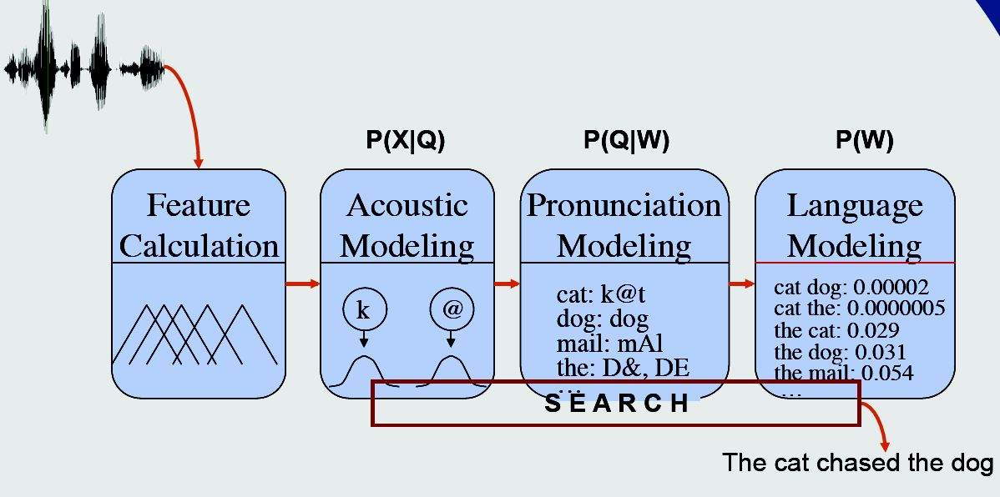 P(X|Q)
P(Q|W)
P(W)
Feature
Calculation
Acoustic
Modeling
k
@
Pronunciation
Modeling
cat: k@t
dog: dog
mail: mAl
the: D&, DE
...
Language
Modeling
cat dog: 0.00002
cat the: 0.0000005
the cat: 0.029
the dog: 0.031
the mail: 0.054
...
S E A R C H
The cat chased the dog